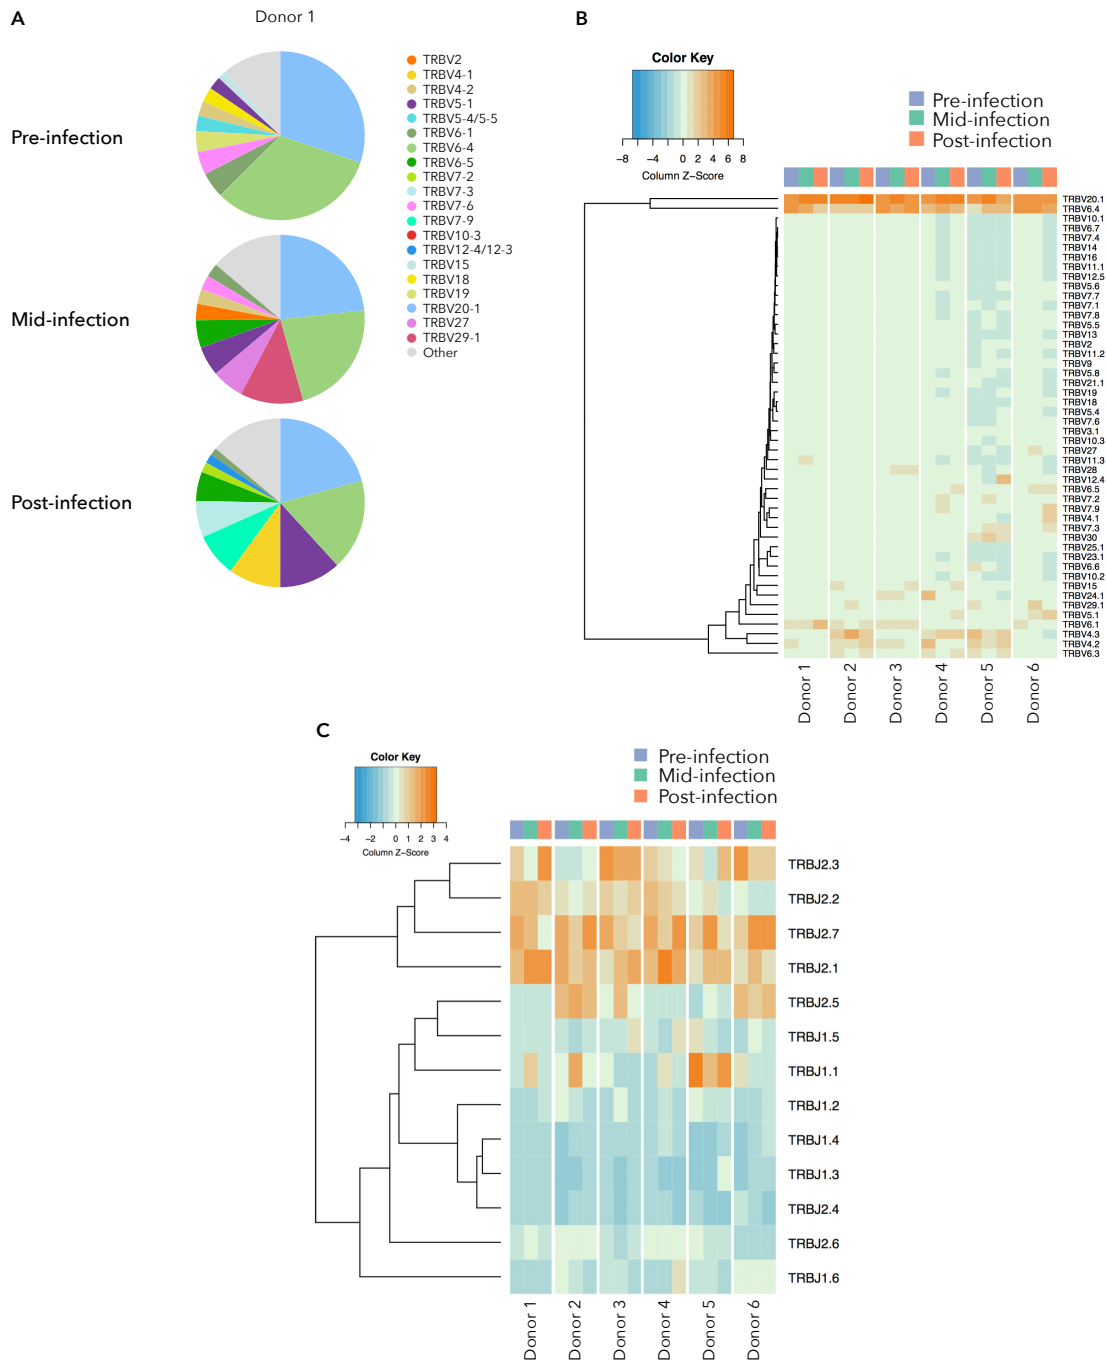 A
Donor 1
Pre-infection
Mid-infection
Post-infection
TRBV2
TRBV4-1
TRBV4-2
TRBV5-1
TRBV5-4/5-5
TRBV6-1
TRBV6-4
TRBV6-5
TRBV7-2
TRBV7-3
TRBV7-6
TRBV7-9
TRBV10-3
TRBV12-4/12-3
TRBV15
TRBV18
TRBV19
TRBV20-1
TRBV27
TRBV29-1
Other
B
Color Key
-8 -4 0 2 4 6 8
Column Z-Score
Pre-infection
Mid-infection
Post-infection
TRBV20.1
TRBV6.4
TRBV10.1
TRBV6.7
TRBV7.4
TRBV14
TRBV16
TRBV11.1
TRBV12.5
TRBV5.6
TRBV7.7
TRBV7.1
TRBV7.8
TRBV5.5
TRBV13
TRBV2
TRBV11.2
TRBV9
TRBV5.8
TRBV21.1
TRBV19
TRBV18
TRBV5.4
TRBV7.6
TRBV3.1
TRBV10.3
TRBV27
TRBV11.3
TRBV28
TRBV12.4
TRBV6.5
TRBV7.2
TRBV7.9
TRBV4.1
TRBV7.3
TRBV30
TRBV25.1
TRBV23.1
TRBV6.6
TRBV10.2
TRBV15
TRBV24.1
TRBV29.1
TRBV5.1
TRBV6.1
TRBV4.3
TRBV4.2
TRBV6.3
Donor 1
Donor 2
Donor 3
Donor 4
Donor 5
Donor 6
C
Color Key
-4 -2 0 1 2 3 4
Column Z-Score
Pre-infection
Mid-infection
Post-infection
TRBJ2.3
TRBJ2.2
TRBJ2.7
TRBJ2.1
TRBJ2.5
TRBJ1.5
TRBJ1.1
TRBJ1.2
TRBJ1.4
TRBJ1.3
TRBJ2.4
TRBJ2.6
TRBJ1.6
Donor 1
Donor 2
Donor 3
Donor 4
Donor 5
Donor 6